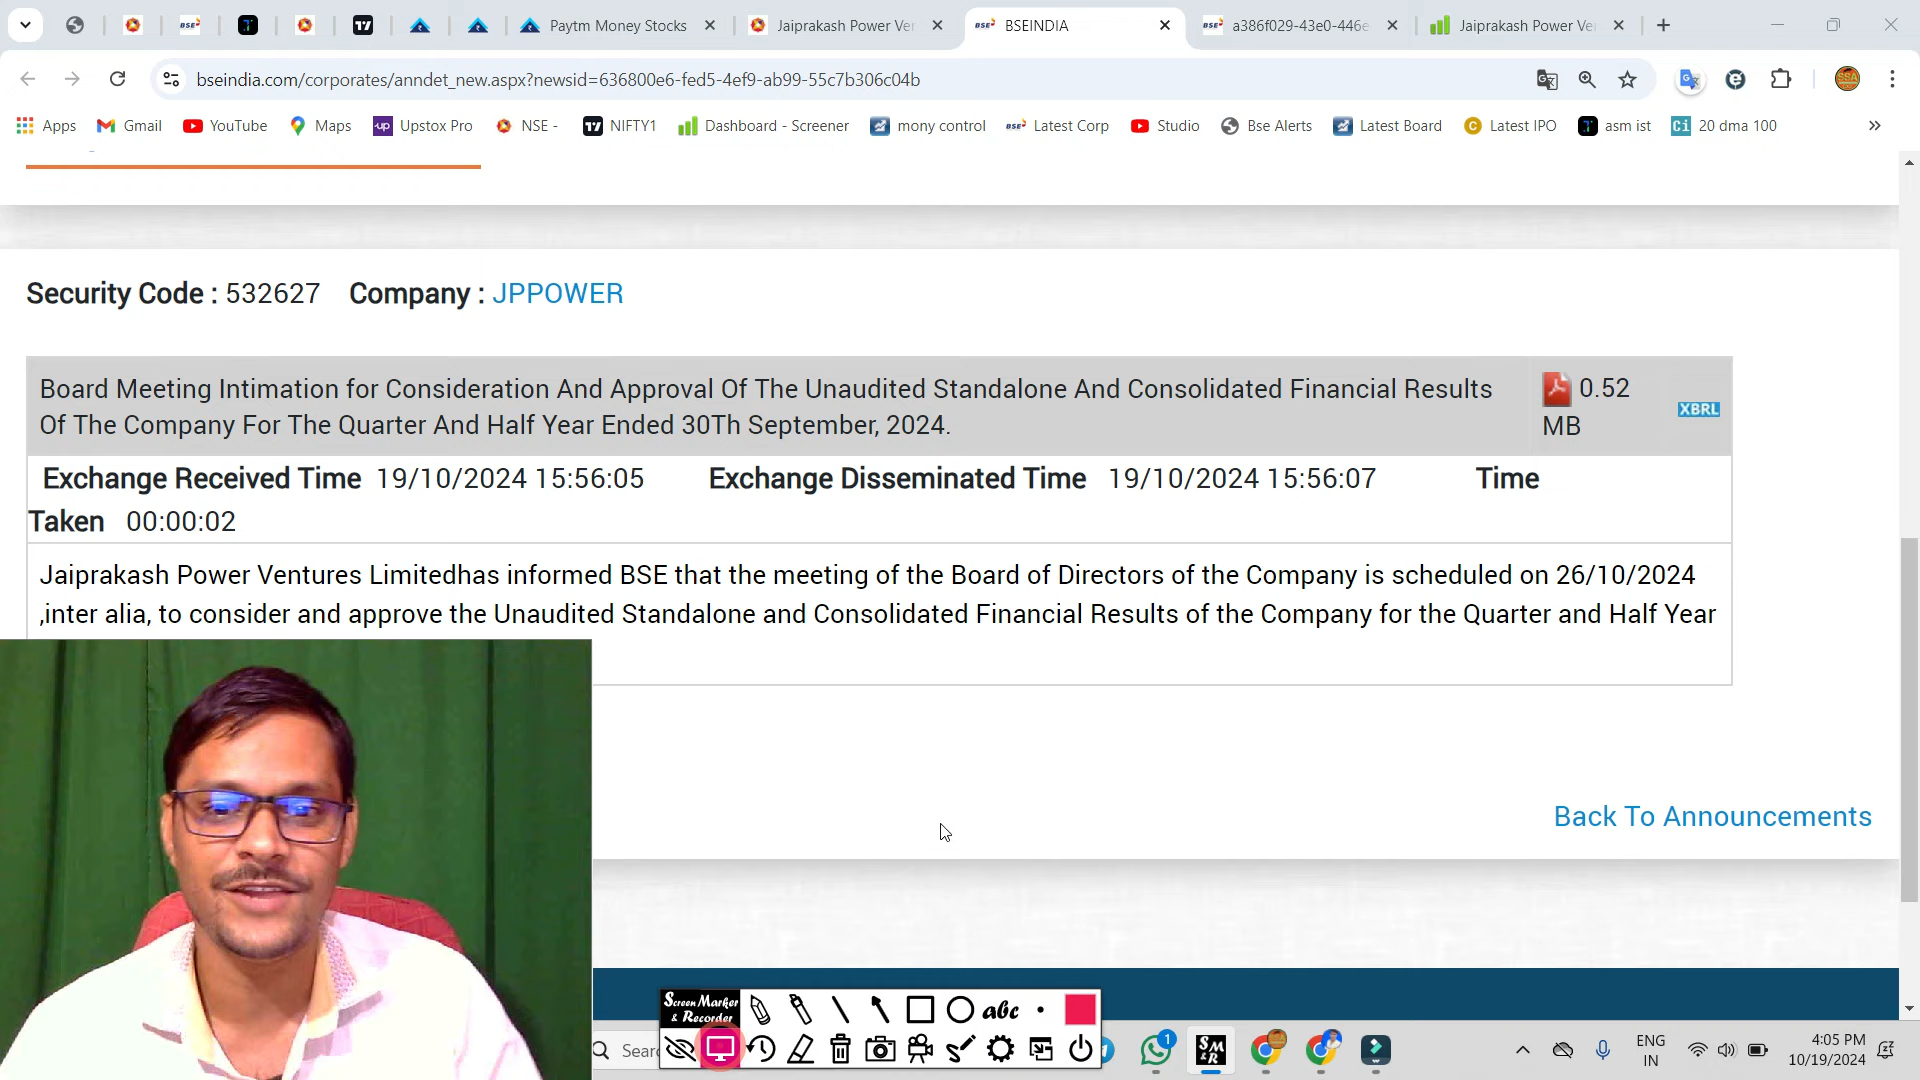 Paytm Money Stocks
Jaiprakash Power Ver
BSEINDIA
a386f029-43e0-446e
Jaiprakash Power Ve
bseindia.com/corporates/anndet_new.aspx?newsid=636800e6-fed5-4ef9-ab99-55c7b306c04b
Apps Gmail YouTube Maps Upstox Pro NSE - NIFTY1 Dashboard - Screener mony control Latest Corp Studio Bse Alerts Latest Board Latest IPO asm ist 20 dma 100
Security Code : 532627 Company : JPPOWER
Board Meeting Intimation for Consideration And Approval Of The Unaudited Standalone And Consolidated Financial Results
Of The Company For The Quarter And Half Year Ended 30Th September, 2024.
0.52
MB
XBRL
Exchange Received Time 19/10/2024 15:56:05 Exchange Disseminated Time 19/10/2024 15:56:07 Time
Taken 00:00:02
Jaiprakash Power Ventures Limitedhas informed BSE that the meeting of the Board of Directors of the Company is scheduled on 26/10/2024
,inter alia, to consider and approve the Unaudited Standalone and Consolidated Financial Results of the Company for the Quarter and Half Year
Back To Announcements
Screen Marker
& Recorder
abc
Sear
1
SM
&R
ENG
IN
4:05 PM
10/19/2024